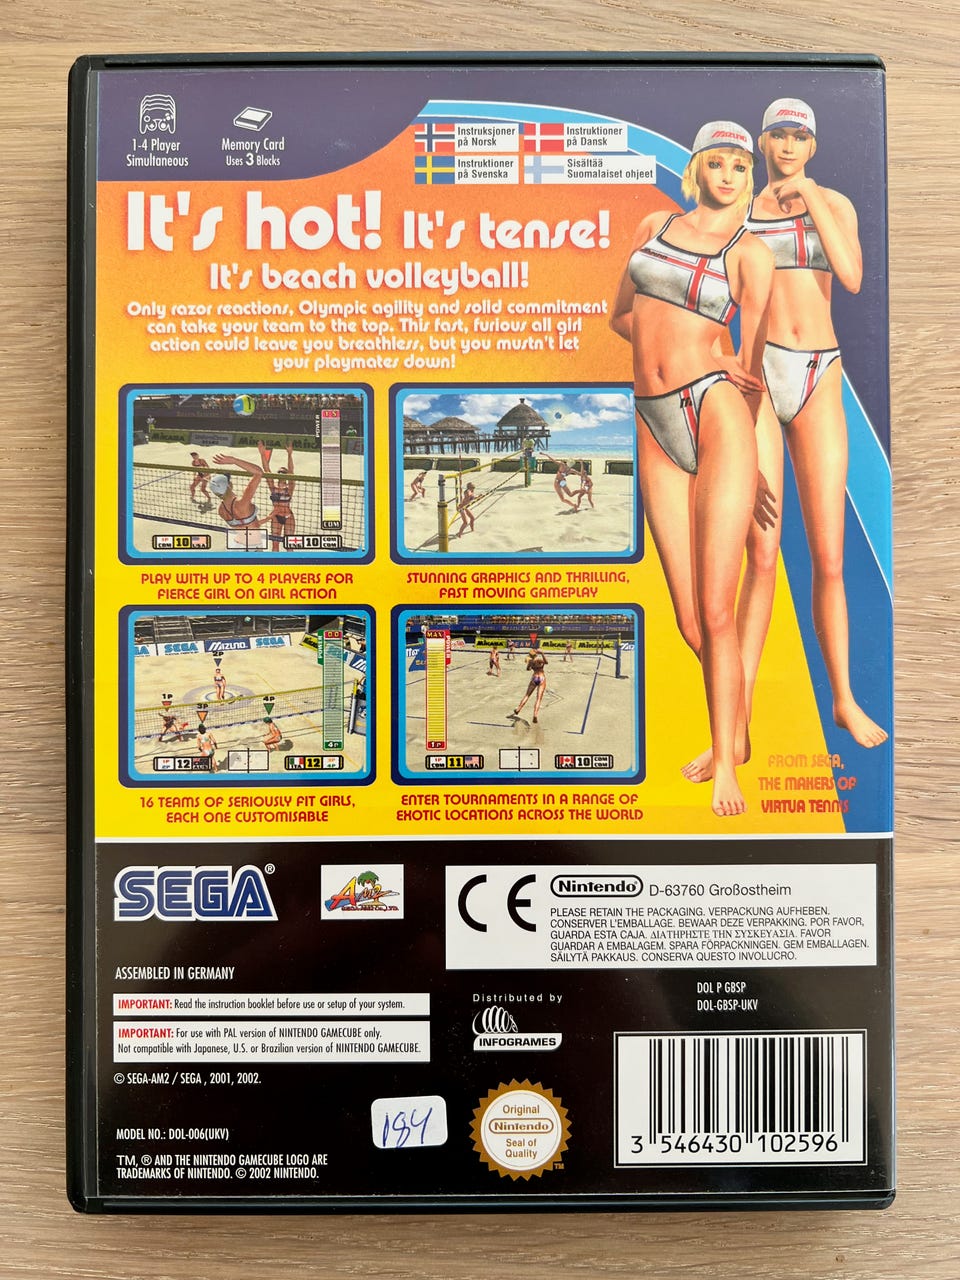 1-4 Player
Simultaneous
Memory Card
Uses 3 Blocks
Instruksjoner
på Norsk
Instruktioner
på Dansk
Instruktioner
på Svenska
Sisältää
Suomalaiset ohjeet
It's hot! It's tense!
It's beach volleyball!
Only razor reactions, Olympic agility and solid commitment
can take your team to the top. This fast, furious all girl
action could leave you breathless, but you mustn't let
your playmates down!
PLAY WITH UP TO 4 PLAYERS FOR
FIERCE GIRL ON GIRL ACTION
STUNNING GRAPHICS AND THRILLING,
FAST MOVING GAMEPLAY
16 TEAMS OF SERIOUSLY FIT GIRLS,
EACH ONE CUSTOMISABLE
ENTER TOURNAMENTS IN A RANGE OF
EXOTIC LOCATIONS ACROSS THE WORLD
FROM SEGA,
THE MAKERS OF
VIRTUA TENNIS
SEGA®
AM2
CE
Nintendo® D-63760 Großostheim
PLEASE RETAIN THE PACKAGING. VERPACKUNG AUFHEBEN.
CONSERVER L'EMBALLAGE. BEWAAR DEZE VERPAKKING. POR FAVOR,
GUARDA ESTA CAJA. ΔΙΑΤΗΡΗΣΤΕ ΤΗΝ ΣΥΣΚΕΥΑΣΙΑ. FAVOR
GUARDAR A EMBALAGEM. SPARA FÖRPACKNINGEN. GEM EMBALLAGEN.
SÄILYTÄ PAKKAUS. CONSERVA QUESTO INVOLUCRO.
ASSEMBLED IN GERMANY
IMPORTANT: Read the instruction booklet before use or setup of your system.
IMPORTANT: For use with PAL version of NINTENDO GAMECUBE only.
Not compatible with Japanese, U.S. or Brazilian version of NINTENDO GAMECUBE.
© SEGA-AM2 / SEGA , 2001, 2002.
Distributed by
INFOGRAMES
DOL P GBSP
DOL-GBSP-UKV
184
MODEL NO.: DOL-006(UKV)
TM, ® AND THE NINTENDO GAMECUBE LOGO ARE
TRADEMARKS OF NINTENDO. © 2002 NINTENDO.
Original
Nintendo
Seal of
Quality
TM
3 546430 102596